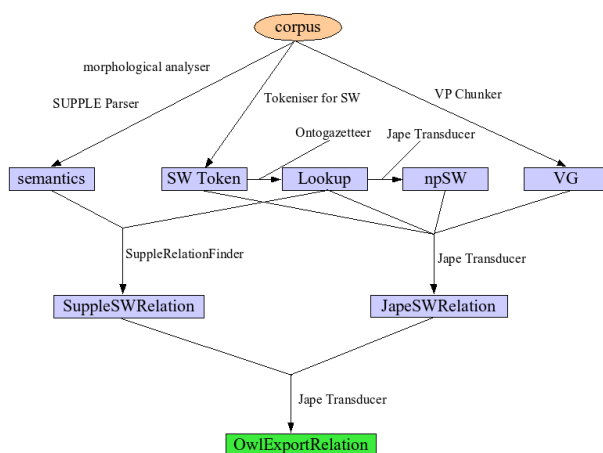 corpus
morphological analyser
SUPPLE Parser
Tokeniser for SW
VP Chunker
Ontogazetteer
Jape Transducer
semantics
SW Token
Lookup
npSW
VG
SuppleRelationFinder
Jape Transducer
SuppleSWRelation
JapeSWRelation
Jape Transducer
OwlExportRelation